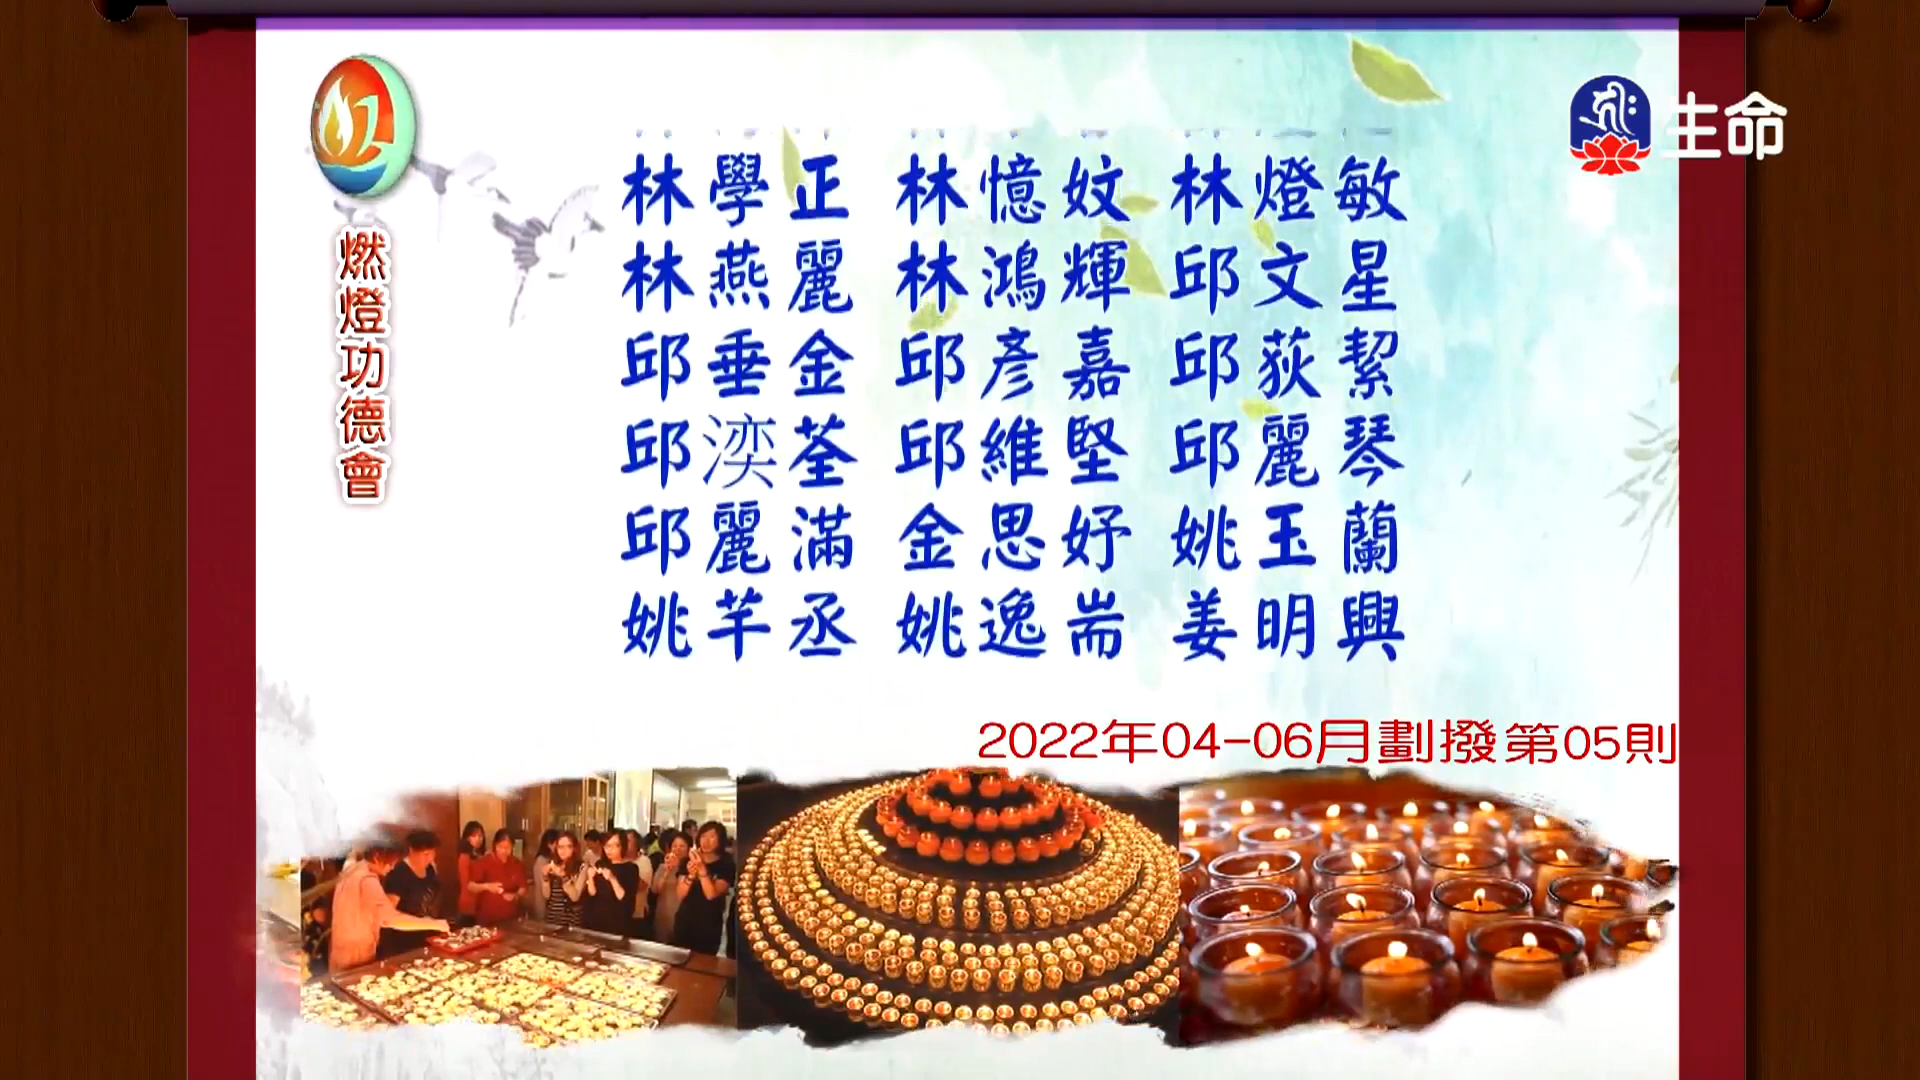 燃燈功德會
生命
林學正 林憶妏 林燈敏
林燕麗 林鴻輝 邱文星
邱垂金 邱彥嘉 邱荻絜
邱渜荃 邱維堅 邱麗琴
邱麗滿 金思妤 姚玉蘭
姚芊丞 姚逸耑 姜明興
2022年04-06月劃撥第05則